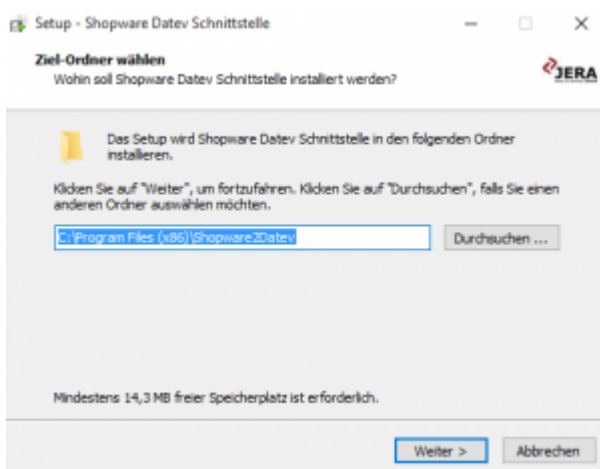 Setup - Shopware Datev Schnittstelle
Ziel-Ordner wählen
Wohin soll Shopware Datev Schnittstelle installiert werden?
JERA
Das Setup wird Shopware Datev Schnittstelle in den folgenden Ordner
installieren.
Klicken Sie auf "Weiter", um fortzufahren. Klicken Sie auf "Durchsuchen", falls Sie einen
anderen Ordner auswählen möchten.
C:\Program Files (x86)\Shopware2Datev
Durchsuchen ...
Mindestens 14,3 MB freier Speicherplatz ist erforderlich.
Weiter >
Abbrechen